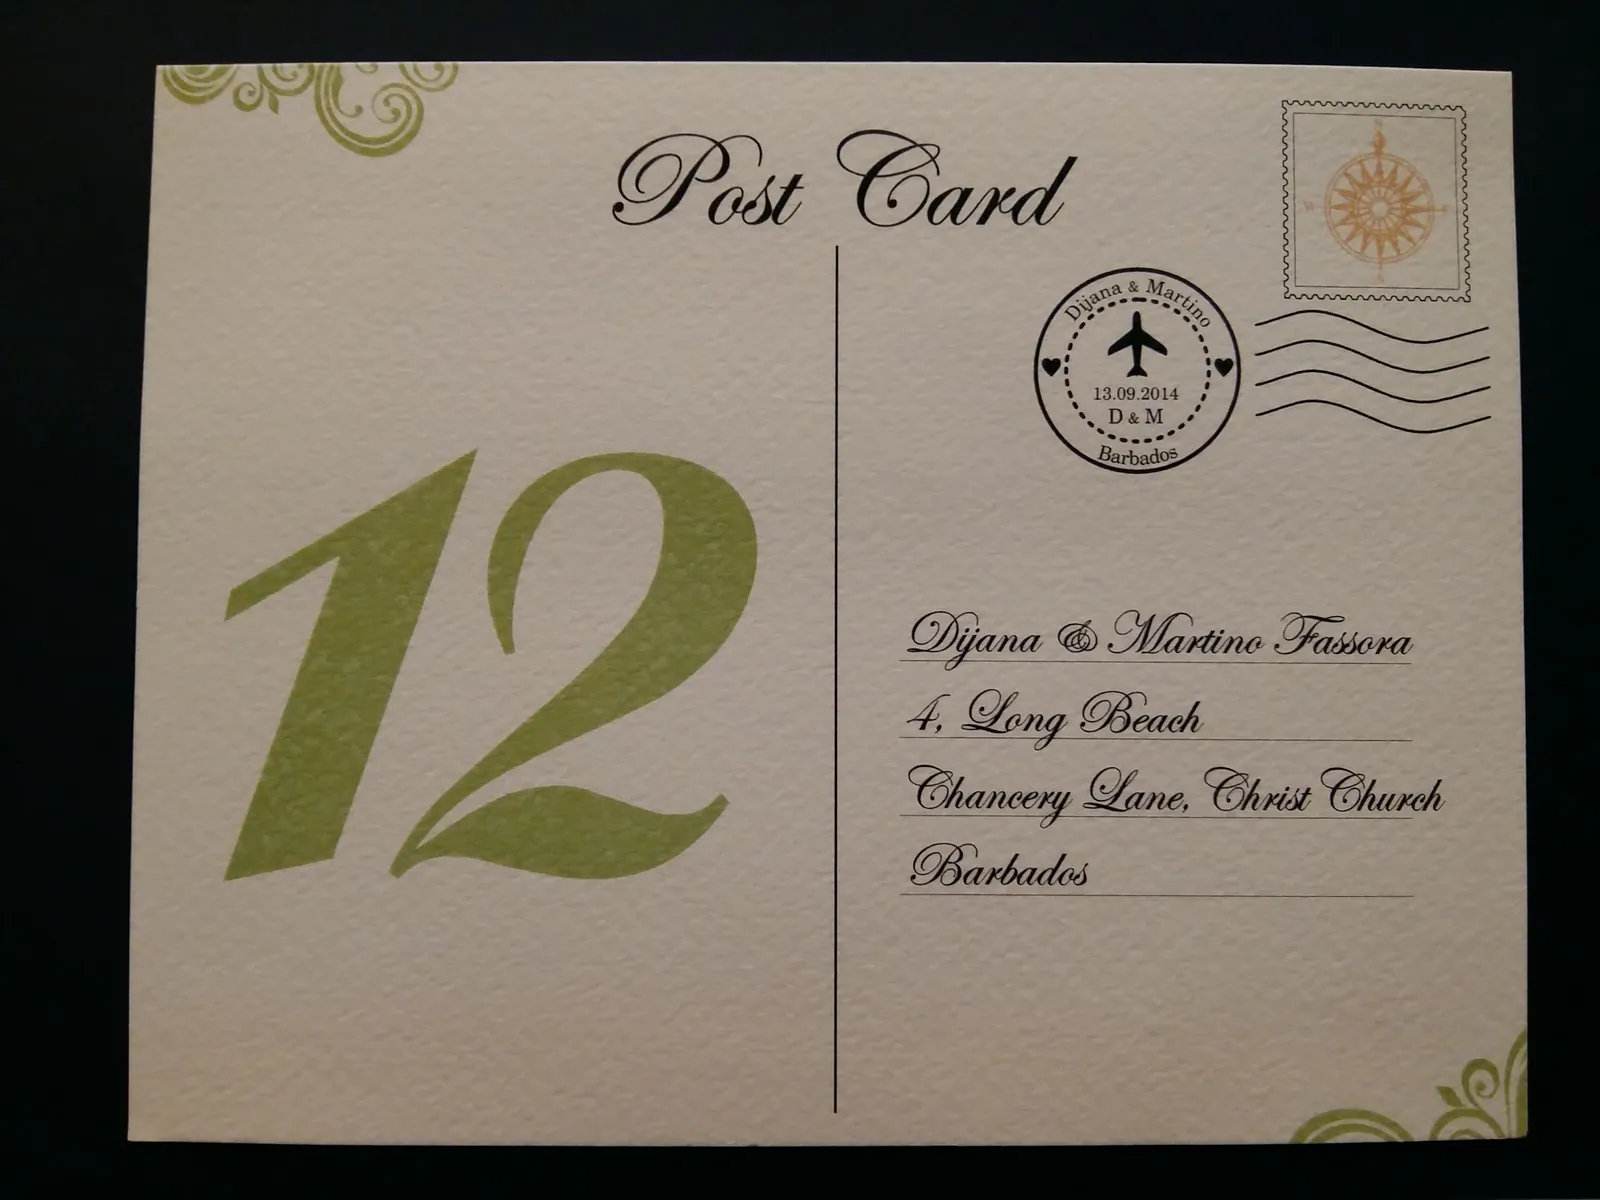 Post Card
Dijana & Martino
13.09.2014
D & M
Barbados
12
Dijana & Martino Fassora
4, Long Beach
Chancery Lane, Christ Church
Barbados